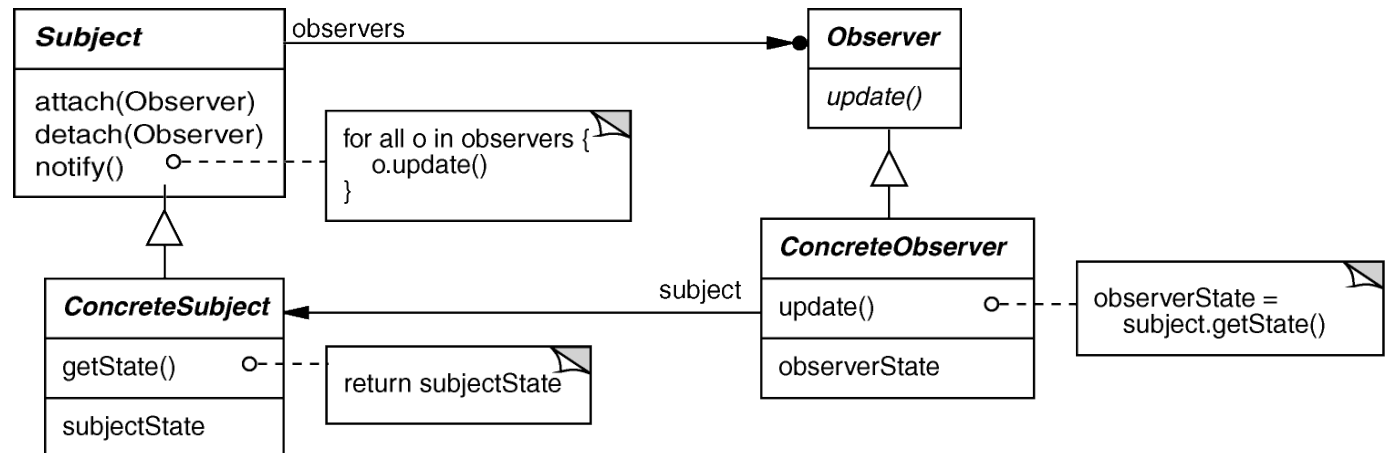 Subject
attach(Observer)
detach(Observer)
notify()
observers
Observer
update()
for all o in observers {
o.update()
}
ConcreteSubject
getState()
subjectState
return subjectState
subject
ConcreteObserver
update()
observerState
observerState =
subject.getState()